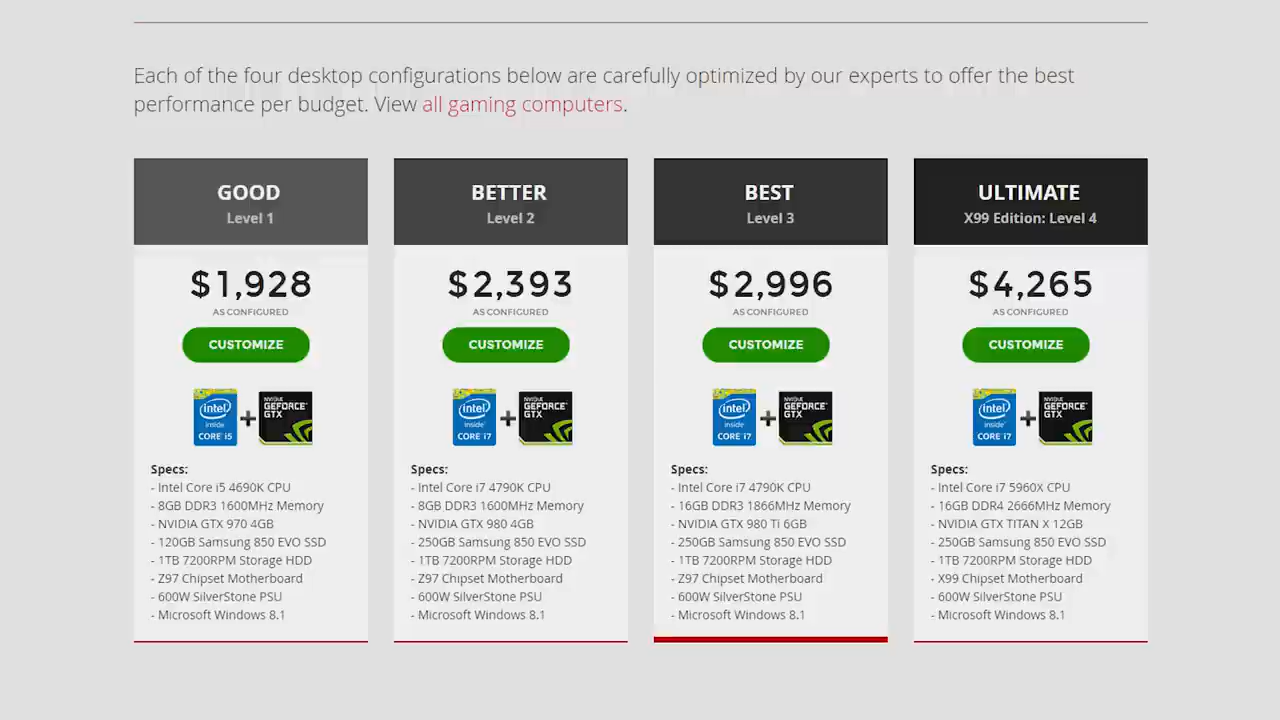 Each of the four desktop configurations below are carefully optimized by our experts to offer the best
performance per budget. View all gaming computers.
GOOD
Level 1
$1,928
AS CONFIGURED
CUSTOMIZE
intel
inside
CORE i5
+
NVIDIA
GEFORCE
GTX
Specs:
- Intel Core i5 4690K CPU
- 8GB DDR3 1600MHz Memory
- NVIDIA GTX 970 4GB
- 120GB Samsung 850 EVO SSD
- 1TB 7200RPM Storage HDD
- Z97 Chipset Motherboard
- 600W SilverStone PSU
- Microsoft Windows 8.1
BETTER
Level 2
$2,393
AS CONFIGURED
CUSTOMIZE
intel
inside
CORE i7
+
NVIDIA
GEFORCE
GTX
Specs:
- Intel Core i7 4790K CPU
- 8GB DDR3 1600MHz Memory
- NVIDIA GTX 980 4GB
- 250GB Samsung 850 EVO SSD
- 1TB 7200RPM Storage HDD
- Z97 Chipset Motherboard
- 600W SilverStone PSU
- Microsoft Windows 8.1
BEST
Level 3
$2,996
AS CONFIGURED
CUSTOMIZE
intel
inside
CORE i7
+
NVIDIA
GEFORCE
GTX
Specs:
- Intel Core i7 4790K CPU
- 16GB DDR3 1866MHz Memory
- NVIDIA GTX 980 Ti 6GB
- 250GB Samsung 850 EVO SSD
- 1TB 7200RPM Storage HDD
- Z97 Chipset Motherboard
- 600W SilverStone PSU
- Microsoft Windows 8.1
ULTIMATE
X99 Edition: Level 4
$4,265
AS CONFIGURED
CUSTOMIZE
intel
inside
CORE i7
+
NVIDIA
GEFORCE
GTX
Specs:
- Intel Core i7 5960X CPU
- 16GB DDR4 2666MHz Memory
- NVIDIA GTX TITAN X 12GB
- 250GB Samsung 850 EVO SSD
- 1TB 7200RPM Storage HDD
- X99 Chipset Motherboard
- 600W SilverStone PSU
- Microsoft Windows 8.1